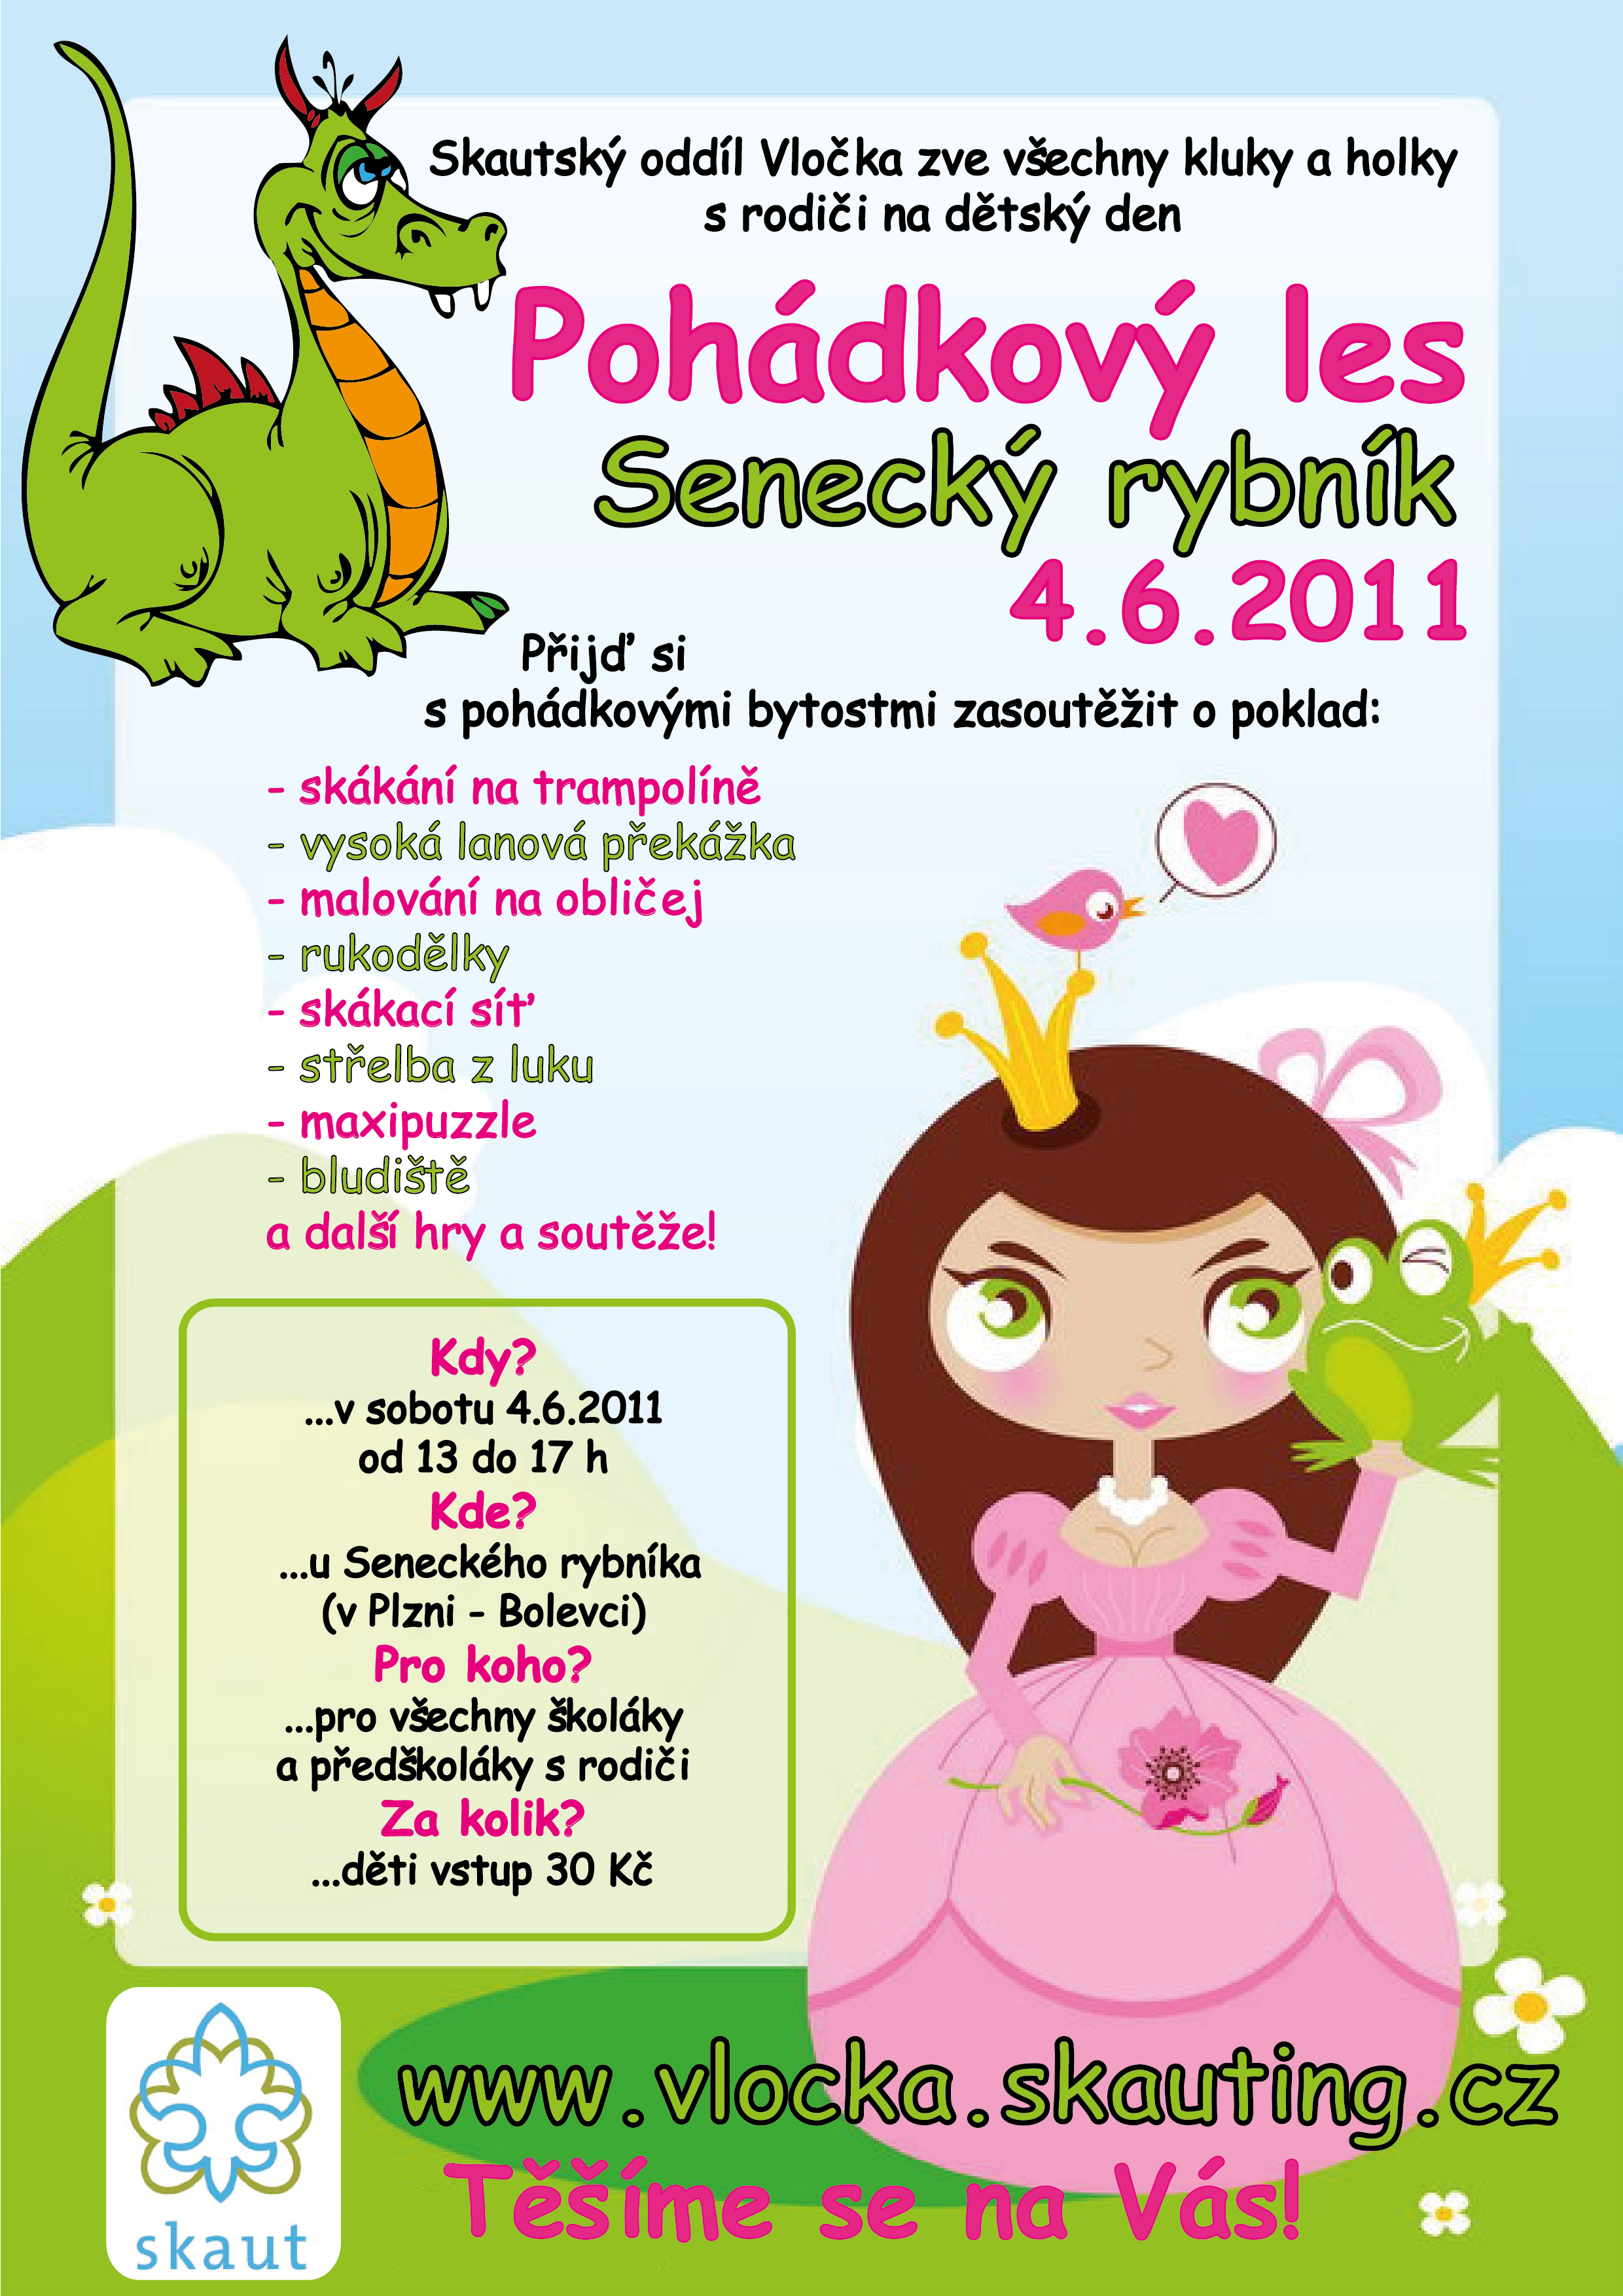 Skautský oddíl Vločka zve všechny kluky a holky
s rodiči na dětský den
Pohádkový les
Senecký rybník
4.6.2011
Přijď si
s pohádkovými bytostmi zasoutěžit o poklad:
- skákání na trampolíně
- vysoká lanová překážka
- malování na obličej
- rukodělky
- skákací síť
- střelba z luku
- maxipuzzle
- bludiště
a další hry a soutěže!
Kdy?
...v sobotu 4.6.2011
od 13 do 17 h
Kde?
...u Seneckého rybníka
(v Plzni - Bolevci)
Pro koho?
...pro všechny školáky
a předškoláky s rodiči
Za kolik?
...děti vstup 30 Kč
www.vlocka.skauting.cz
Těšíme se na Vás!
skaut